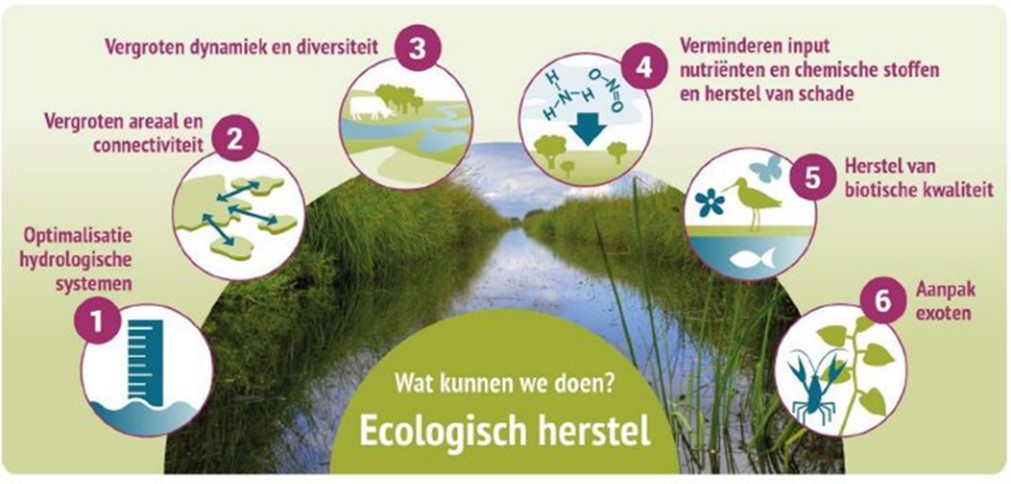 1
Optimalisatie
hydrologische
systemen
2
Vergroten areaal en
connectiviteit
3
Vergroten dynamiek en diversiteit
4
Verminderen input
nutriënten en chemische stoffen
en herstel van schade
H
H-N-H
O
N=O
5
Herstel van
biotische kwaliteit
6
Aanpak
exoten
Wat kunnen we doen?
Ecologisch herstel